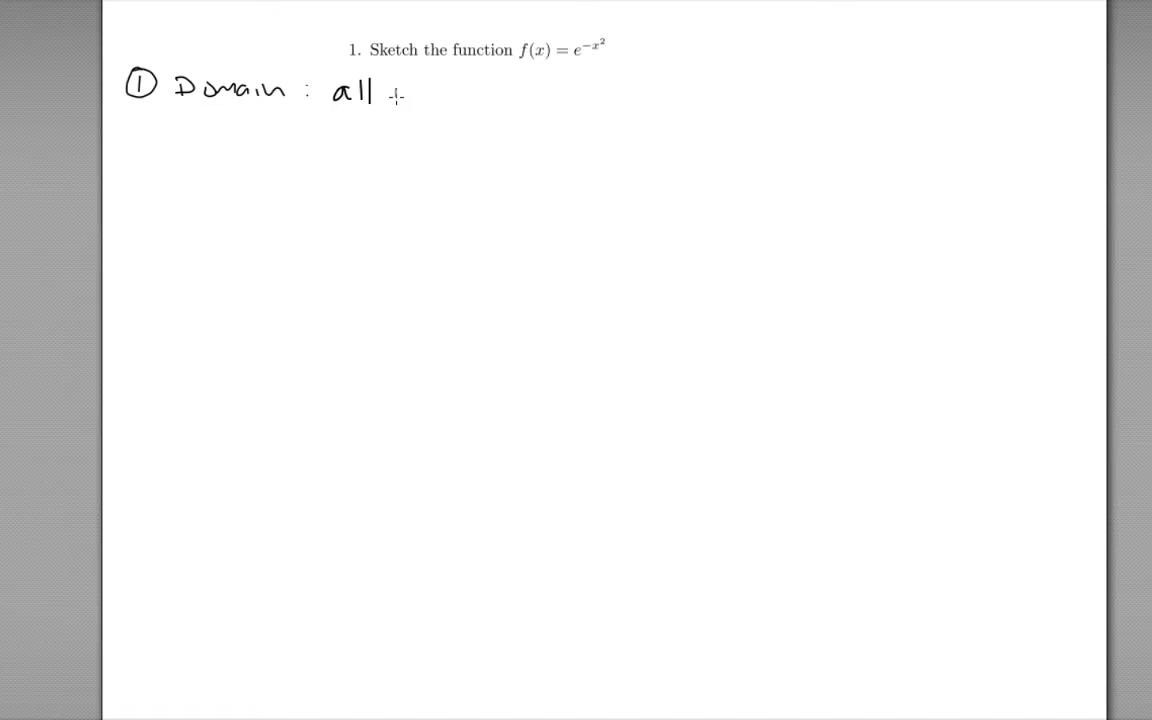 1. Sketch the function f(x) = e^{-x^2}
① Domain : all